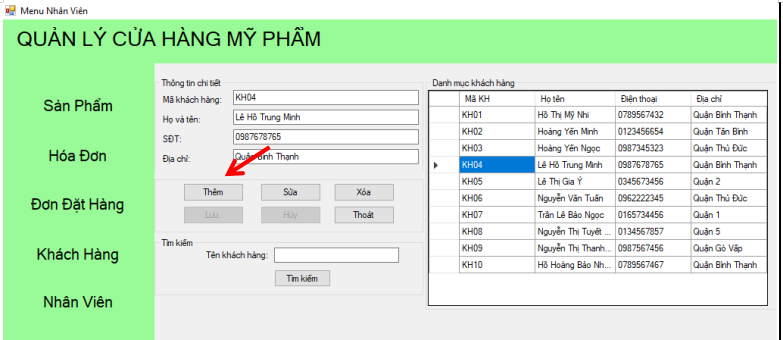 Menu Nhân Viên
QUẢN LÝ CỬA HÀNG MỸ PHẨM
Sản Phẩm
Hóa Đơn
Đơn Đặt Hàng
Khách Hàng
Nhân Viên
Thông tin chi tiết
Mã khách hàng: KH04
Họ và tên: Lê Hồ Trung Minh
SĐT: 0987678765
Địa chỉ: Quận Bình Thạnh
Thêm Sửa Xóa
Lưu Hủy Thoát
Tìm kiếm
Tên khách hàng:
Tìm kiếm
Danh mục khách hàng
Mã KH Họ tên Điện thoại Địa chỉ
KH01 Hồ Thị Mỹ Nhi 0789567432 Quận Bình Thạnh
KH02 Hoàng Yến Minh 0123456654 Quận Tân Bình
KH03 Hoàng Yến Ngọc 0987345323 Quận Thủ Đức
KH04 Lê Hồ Trung Minh 0987678765 Quận Bình Thạnh
KH05 Lê Thị Gia Ý 0345673456 Quận 2
KH06 Nguyễn Văn Tuấn 0962222345 Quận Thủ Đức
KH07 Trần Lê Bảo Ngọc 0165734456 Quận 1
KH08 Nguyễn Thị Tuyết ... 0134567857 Quận 5
KH09 Nguyễn Thị Thanh... 0987567456 Quận Gò Vấp
KH10 Hồ Hoàng Bảo Nh... 0789567467 Quận Bình Thạnh